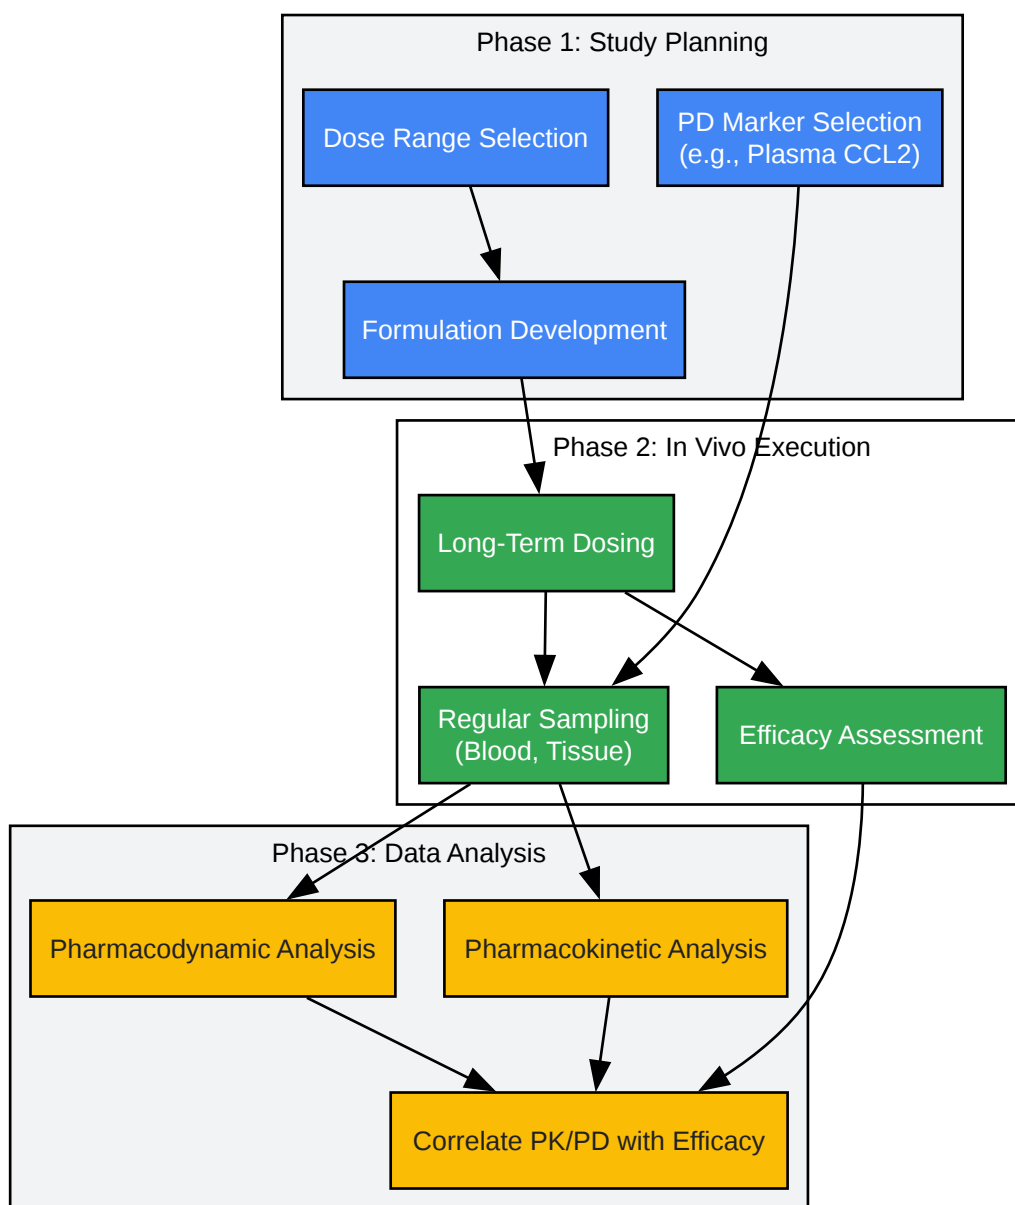 Phase 1: Study Planning
Dose Range Selection
PD Marker Selection
(e.g., Plasma CCL2)
Formulation Development
Phase 2: In Vivo Execution
Long-Term Dosing
Regular Sampling
(Blood, Tissue)
Efficacy Assessment
Phase 3: Data Analysis
Pharmacodynamic Analysis
Pharmacokinetic Analysis
Correlate PK/PD with Efficacy